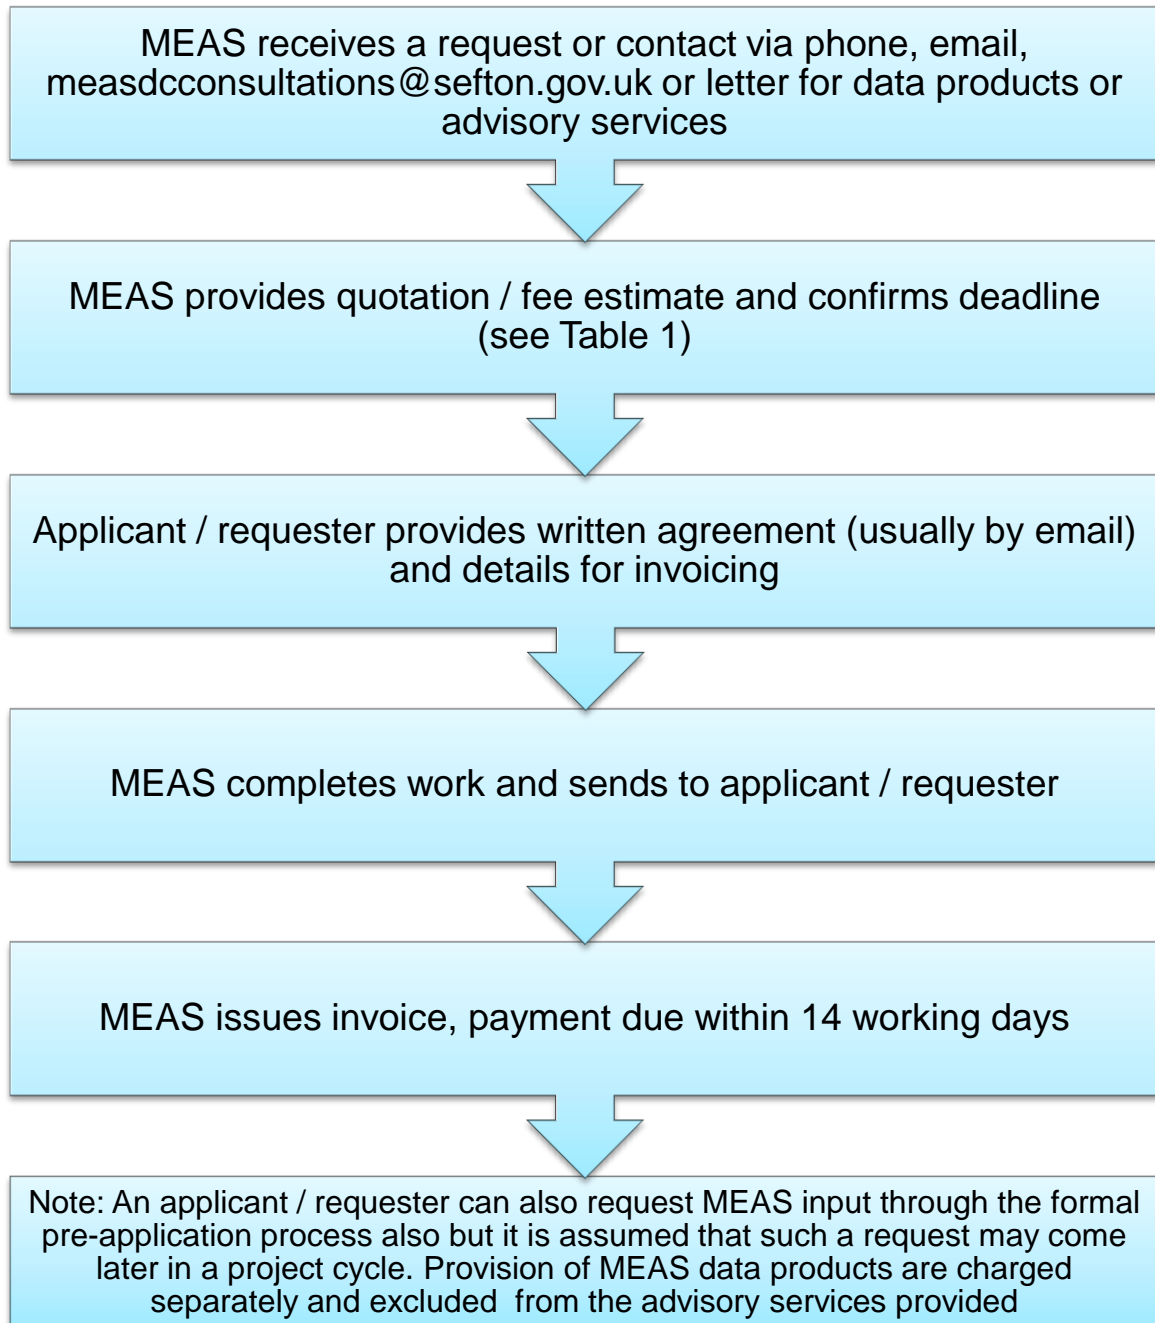 MEAS receives a request or contact via phone, email,
measdcconsultations@sefton.gov.uk or letter for data products or
advisory services
MEAS provides quotation / fee estimate and confirms deadline
(see Table 1)
Applicant / requester provides written agreement (usually by email)
and details for invoicing
MEAS completes work and sends to applicant / requester
MEAS issues invoice, payment due within 14 working days
Note: An applicant / requester can also request MEAS input through the formal
pre-application process also but it is assumed that such a request may come
later in a project cycle. Provision of MEAS data products are charged
separately and excluded  from the advisory services provided